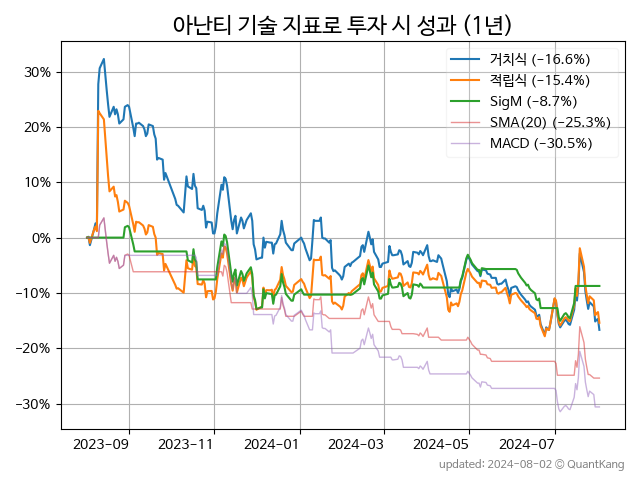 아난티 기술 지표로 투자 시 성과 (1년)
거치식 (−16.6%)
적립식 (−15.4%)
SigM (−8.7%)
SMA(20) (−25.3%)
MACD (−30.5%)
30%
20%
10%
0%
−10%
−20%
−30%
2023-09 2023-11 2024-01 2024-03 2024-05 2024-07
updated: 2024-08-02 © QuantKang